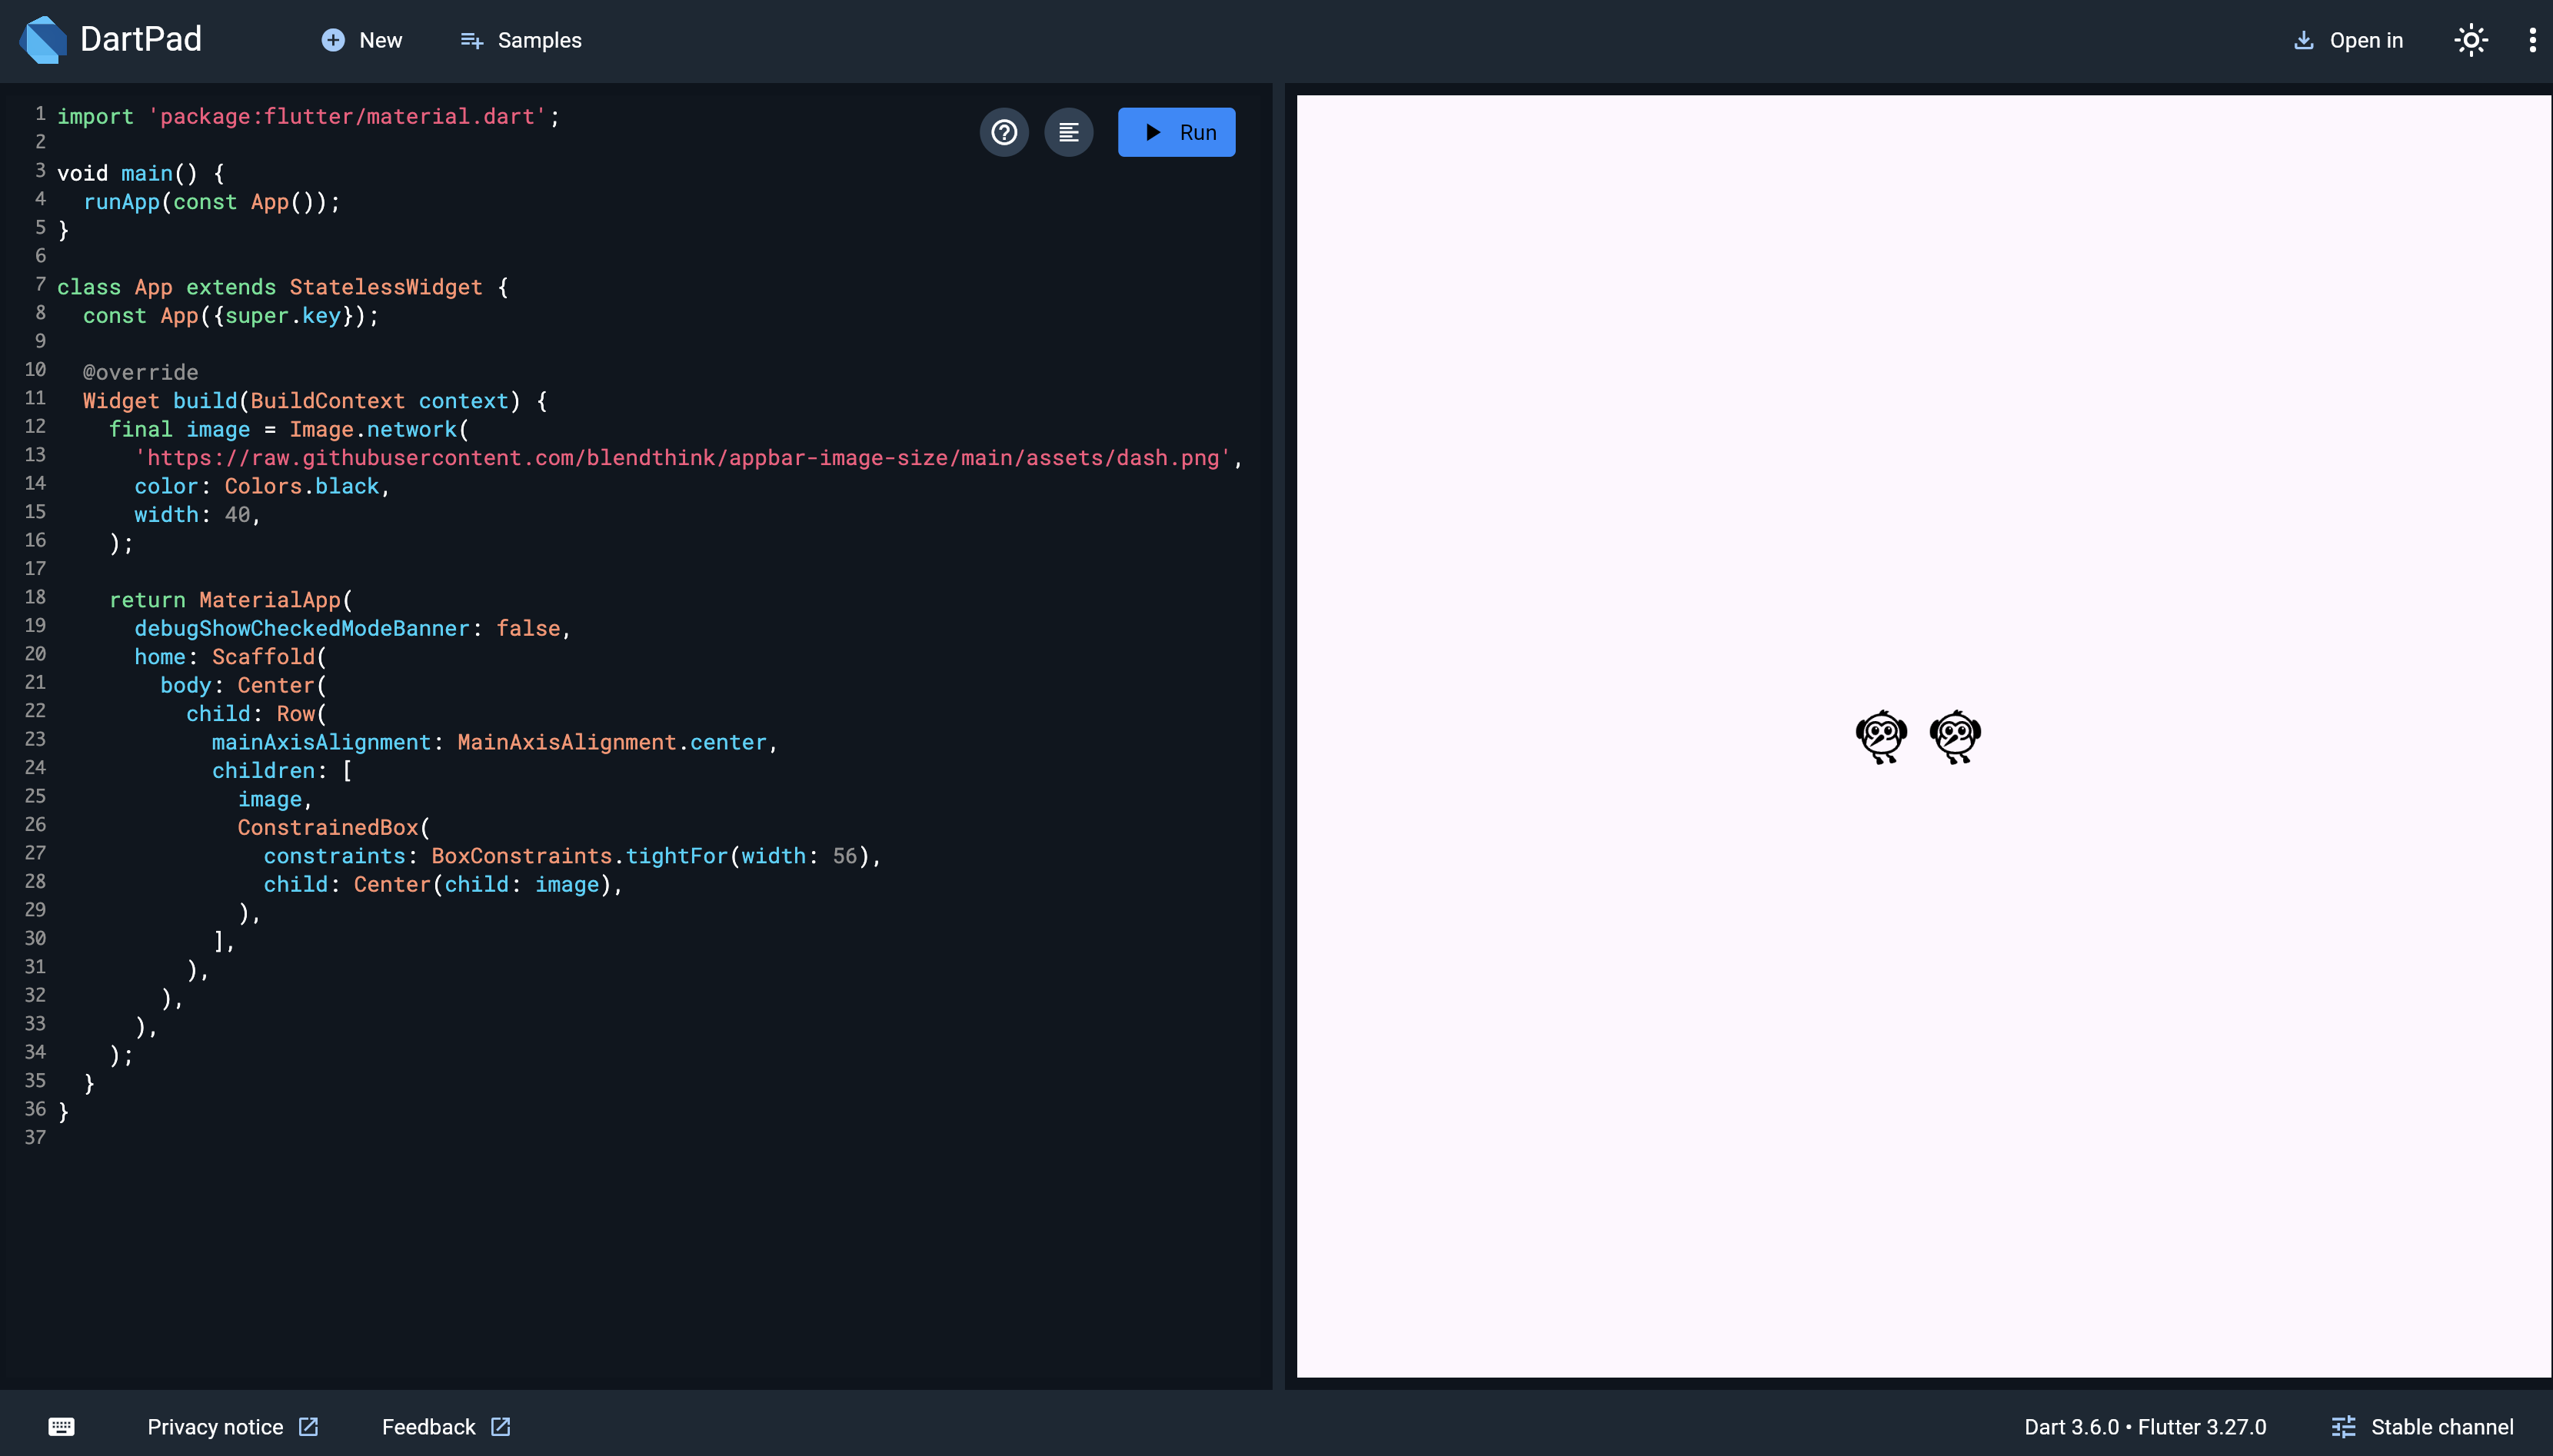 DartPad
New
Samples
Open in
1 import 'package:flutter/material.dart';
2
3 void main() {
4   runApp(const App());
5 }
6
7 class App extends StatelessWidget {
8   const App({super.key});
9
10   @override
11   Widget build(BuildContext context) {
12     final image = Image.network(
13       'https://raw.githubusercontent.com/blendthink/appbar-image-size/main/assets/dash.png',
14       color: Colors.black,
15       width: 40,
16     );
17
18     return MaterialApp(
19       debugShowCheckedModeBanner: false,
20       home: Scaffold(
21         body: Center(
22           child: Row(
23             mainAxisAlignment: MainAxisAlignment.center,
24             children: [
25               image,
26               ConstrainedBox(
27                 constraints: BoxConstraints.tightFor(width: 56),
28                 child: Center(child: image),
29               ),
30             ],
31           ),
32         ),
33       ),
34     );
35   }
36 }
37
Run
Privacy notice
Feedback
Dart 3.6.0 • Flutter 3.27.0
Stable channel